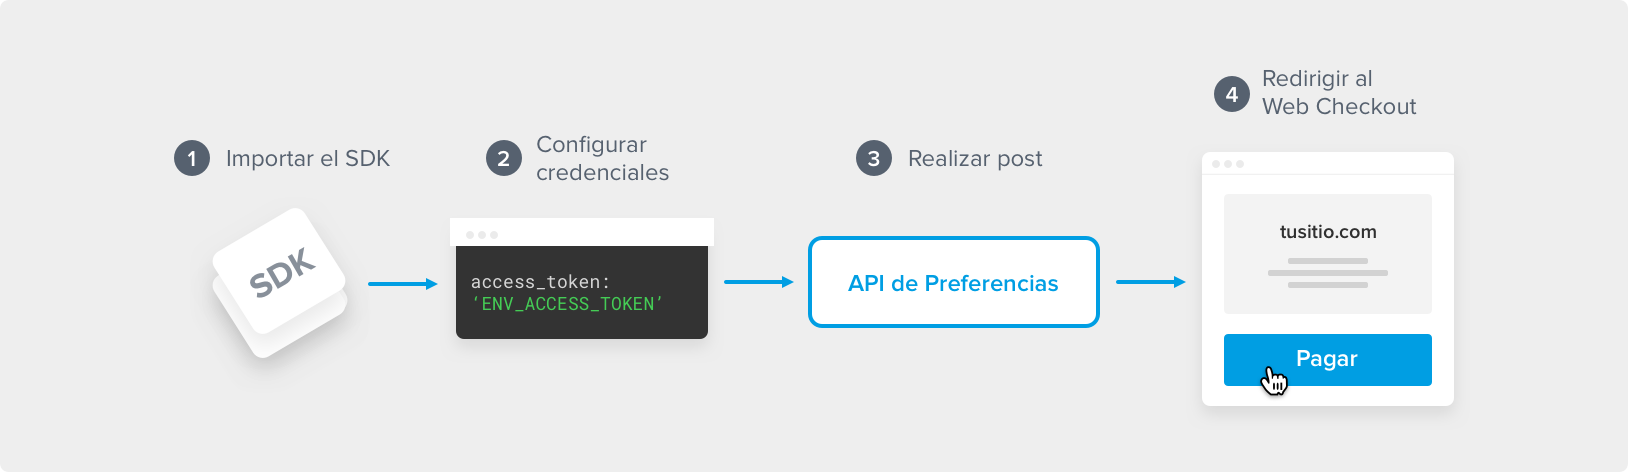 1 Importar el SDK
SDK
2 Configurar
credenciales
access_token:
‘ENV_ACCESS_TOKEN’
3 Realizar post
API de Preferencias
4 Redirigir al
Web Checkout
tusitio.com
Pagar